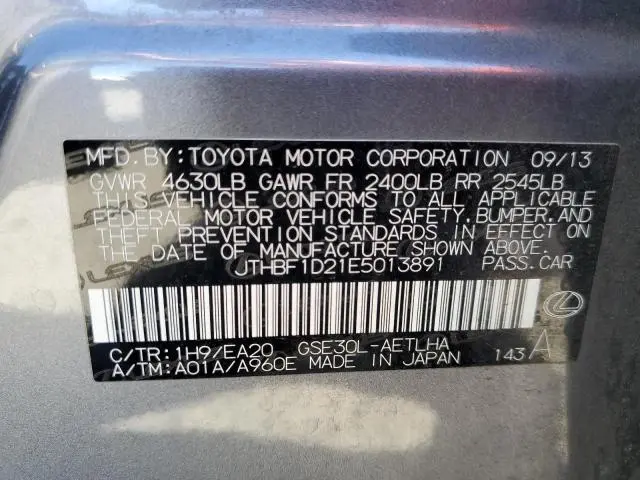 MFD.BY:TOYOTA MOTOR CORPORATION 09/13
GVWR 4630LB GAWR FR 2400LB RR 2545LB
THIS VEHICLE CONFORMS TO ALL APPLICABLE
FEDERAL MOTOR VEHICLE SAFETY,BUMPER,AND
THEFT PREVENTION STANDARDS IN EFFECT ON
THE DATE OF MANUFACTURE SHOWN ABOVE.
JTHBF1D21E5013891 PASS.CAR
C/TR:1H9/EA20 GSE30L-AETLHA
A/TM:A01A/A960E MADE IN JAPAN 143 A